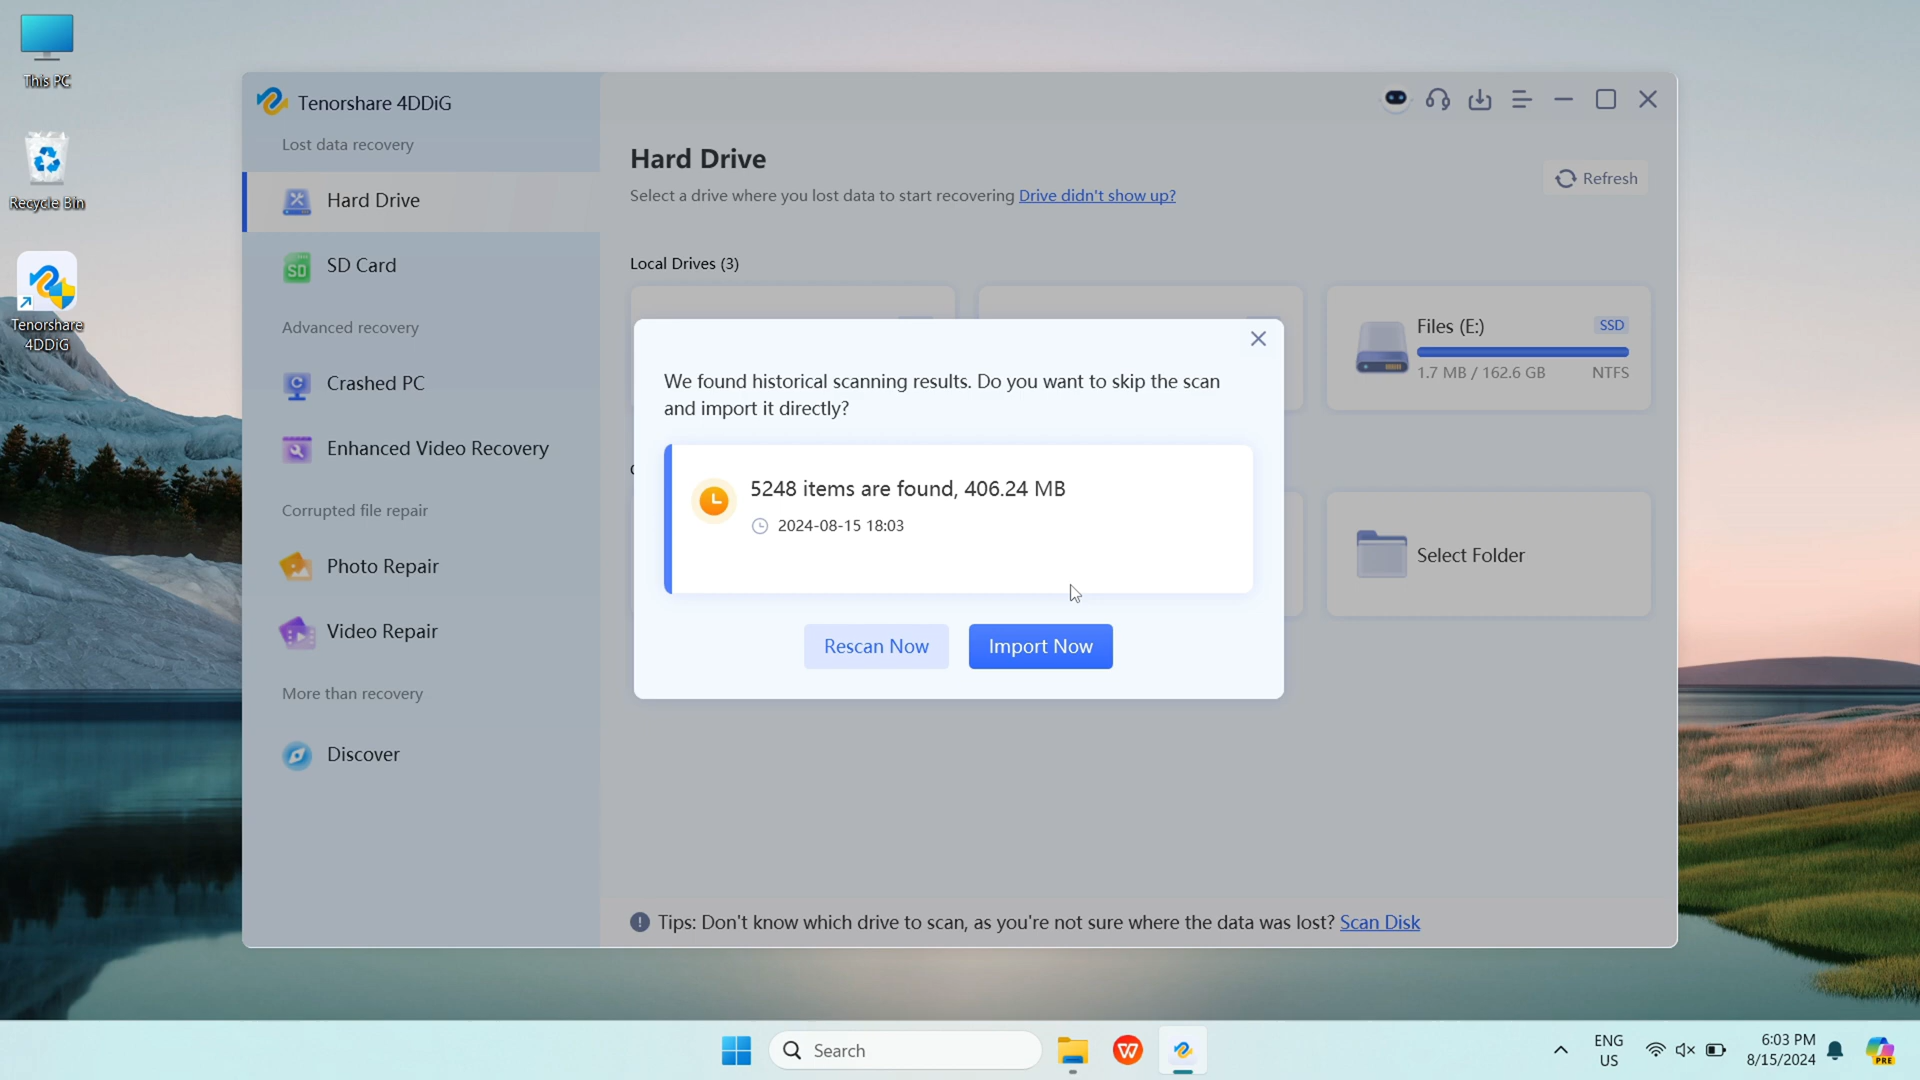 This PC
Recycle Bin
Tenorshare
4DDiG
Tenorshare 4DDiG
Lost data recovery
Hard Drive
SD Card
Advanced recovery
Crashed PC
Enhanced Video Recovery
Corrupted file repair
Photo Repair
Video Repair
More than recovery
Discover
Hard Drive
Select a drive where you lost data to start recovering Drive didn't show up?
Refresh
Local Drives (3)
Files (E:)
SSD
1.7 MB / 162.6 GB
NTFS
We found historical scanning results. Do you want to skip the scan
and import it directly?
5248 items are found, 406.24 MB
2024-08-15 18:03
Rescan Now
Import Now
Select Folder
Tips: Don't know which drive to scan, as you're not sure where the data was lost? Scan Disk
Search
ENG
US
6:03 PM
8/15/2024
PRE